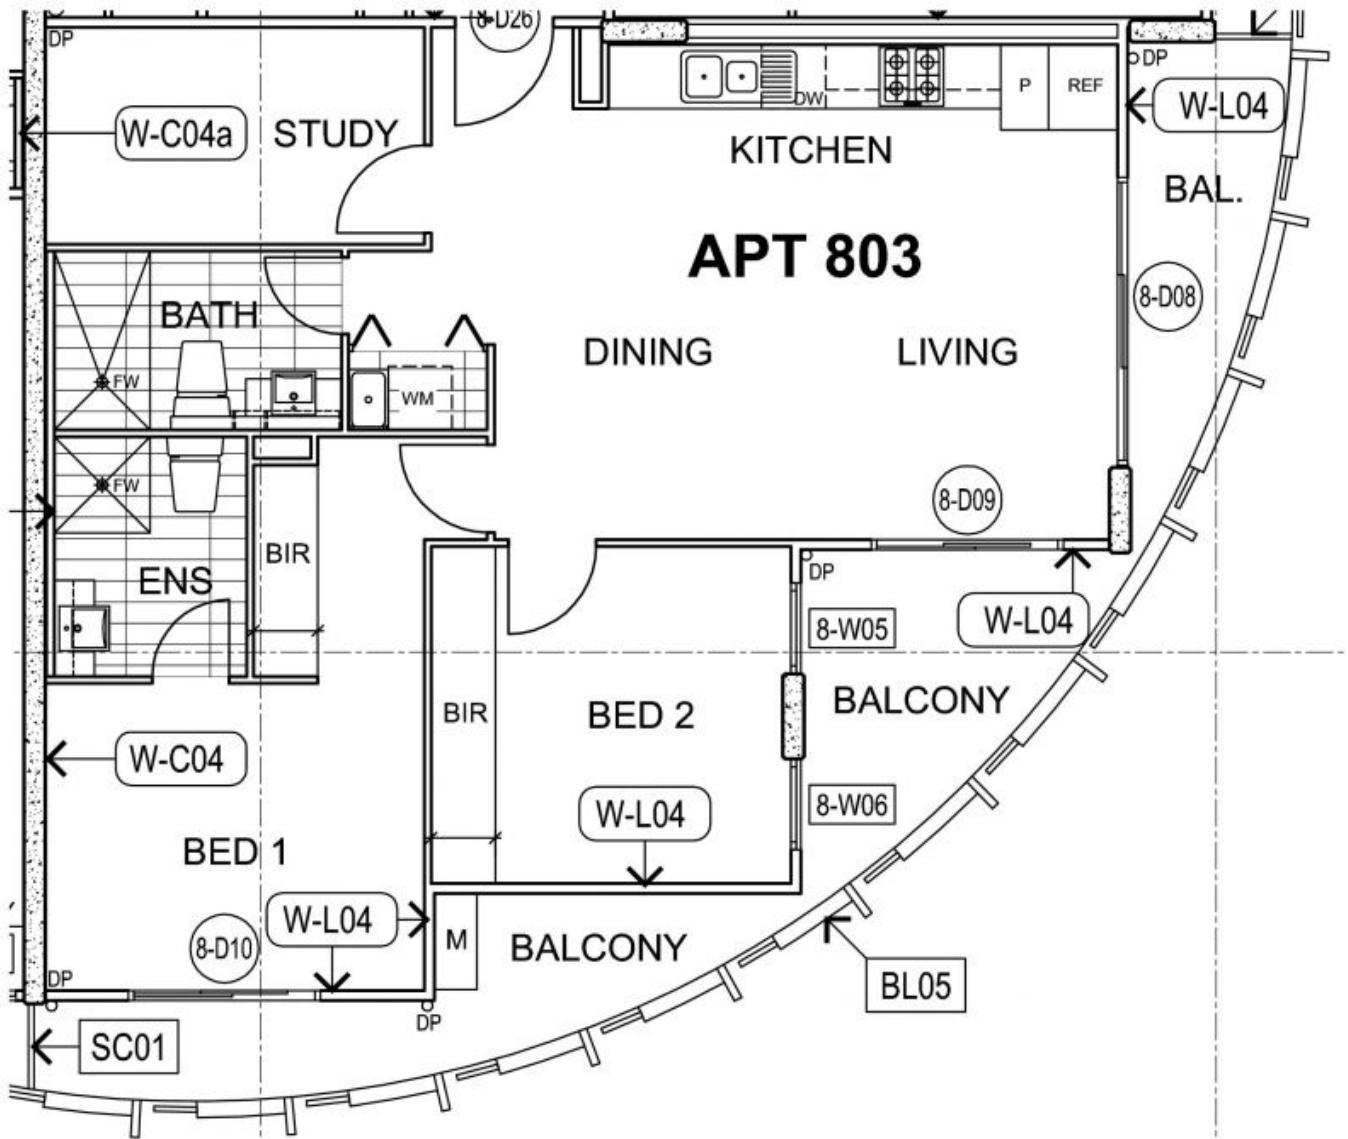 8-D26
DP
DP
P
REF
DW
W-C04a
STUDY
W-L04
KITCHEN
BAL.
APT 803
8-D08
BATH
DINING
LIVING
FW
WM
FW
8-D09
BIR
ENS
DP
8-W05
W-L04
BALCONY
BIR
BED 2
W-C04
8-W06
W-L04
BED 1
W-L04
8-D10
M
BALCONY
DP
BL05
DP
SC01